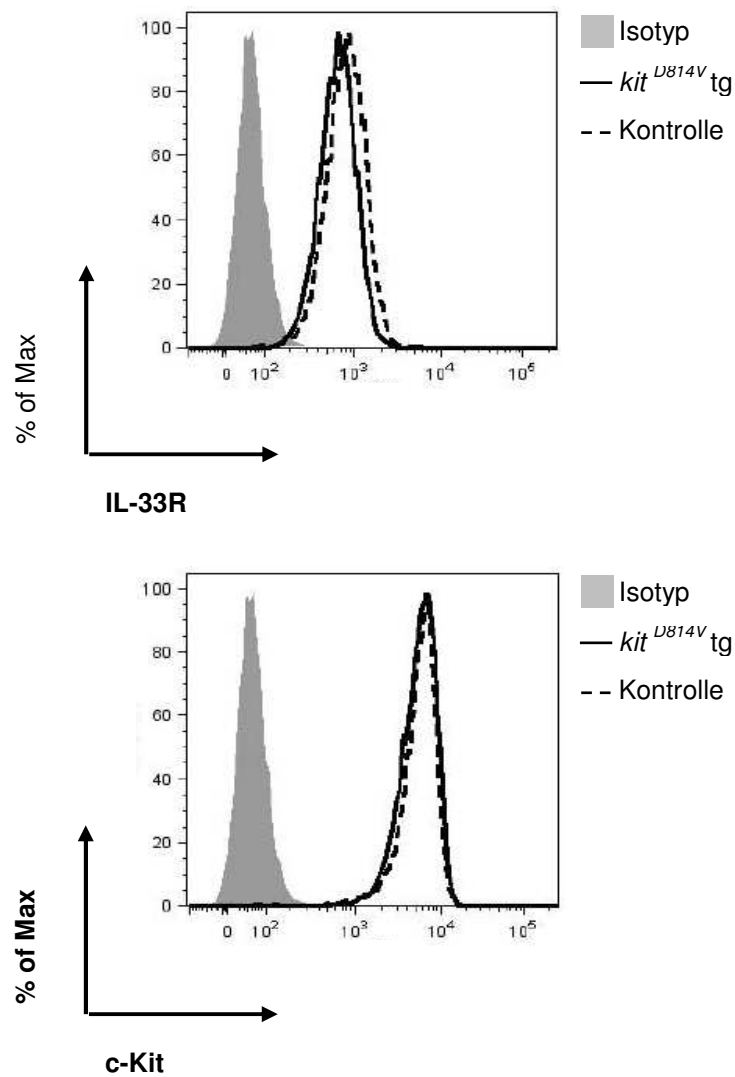 100
80
60
40
20
0
0 10² 10³ 10⁴ 10⁵
% of Max
IL-33R
Isotyp
kit D814V tg
Kontrolle
100
80
60
40
20
0
0 10² 10³ 10⁴ 10⁵
% of Max
c-Kit
Isotyp
kit D814V tg
Kontrolle